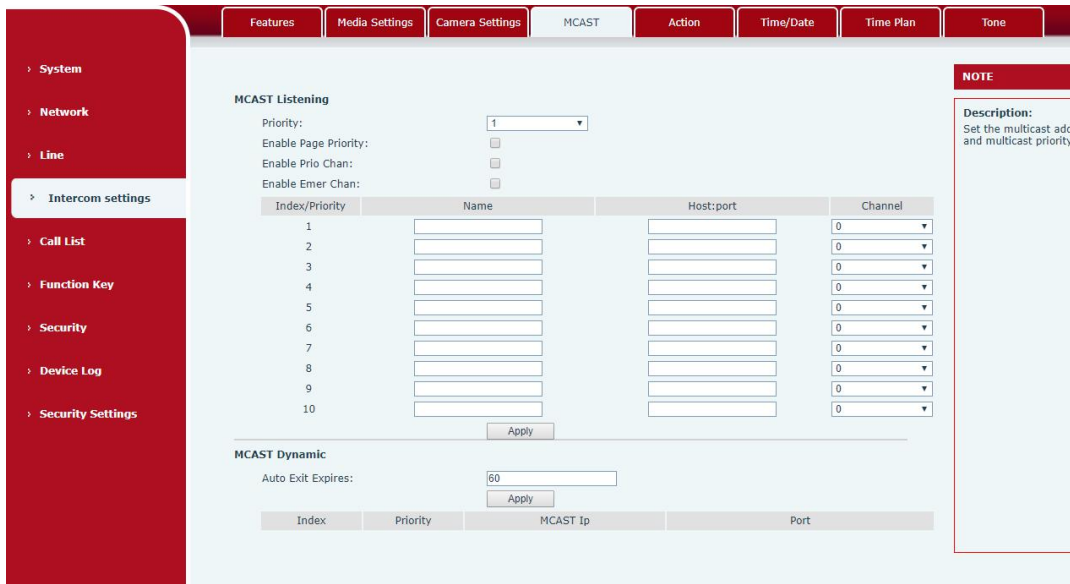 Features Media Settings Camera Settings MCAST Action Time/Date Time Plan Tone
› System
› Network
› Line
› Intercom settings
› Call List
› Function Key
› Security
› Device Log
› Security Settings
MCAST Listening
Priority: 1
Enable Page Priority:
Enable Prio Chan:
Enable Emer Chan:
Index/Priority Name Host:port Channel
1 0
2 0
3 0
4 0
5 0
6 0
7 0
8 0
9 0
10 0
Apply
MCAST Dynamic
Auto Exit Expires: 60
Apply
Index Priority MCAST Ip Port
NOTE
Description:
Set the multicast add
and multicast priority